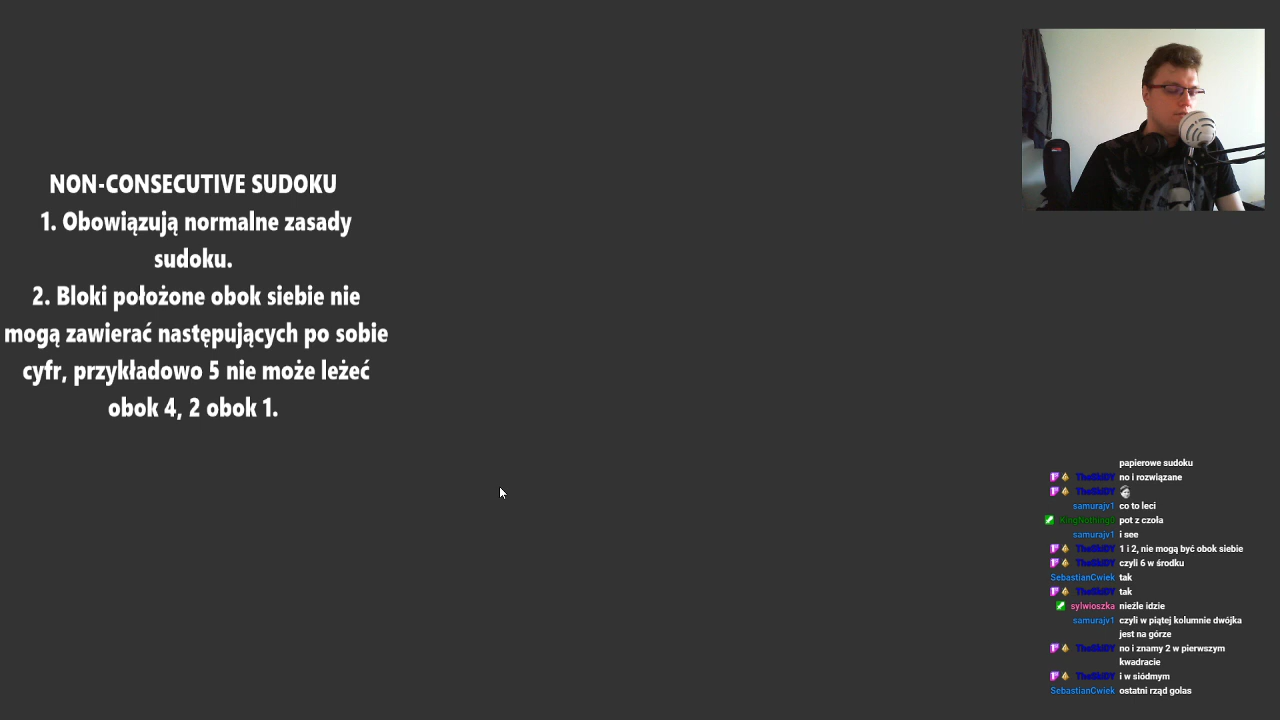 NON-CONSECUTIVE SUDOKU
1. Obowiązują normalne zasady
sudoku.
2. Bloki położone obok siebie nie
mogą zawierać następujących po sobie
cyfr, przykładowo 5 nie może leżeć
obok 4, 2 obok 1.
papierowe sudoku
no i rozwiązane
samurajv1 co to leci
pot z czoła
samurajv1 i see
1 i 2, nie mogą być obok siebie
czyli 6 w środku
SebastianCwiek tak
tak
sylwioszka nieźle idzie
samurajv1 czyli w piątej kolumnie dwójka
jest na górze
no i znamy 2 w pierwszym
kwadracie
i w siódmym
SebastianCwiek ostatni rząd golas